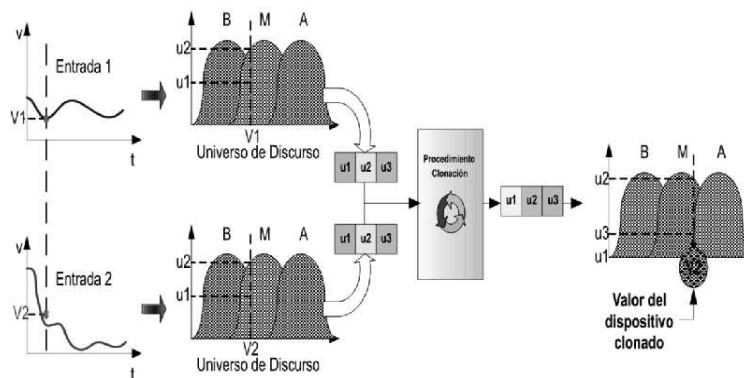 v
Entrada 1
V1
t
B M A
u2
u1
V1
Universo de Discurso
u1 u2 u3
v
Entrada 2
V2
t
B M A
u2
u1
V2
Universo de Discurso
u1 u2 u3
Procedimiento
Clonación
u1 u2 u3
B M A
u2
u3
u1
V2
Valor del
dispositivo
clonado